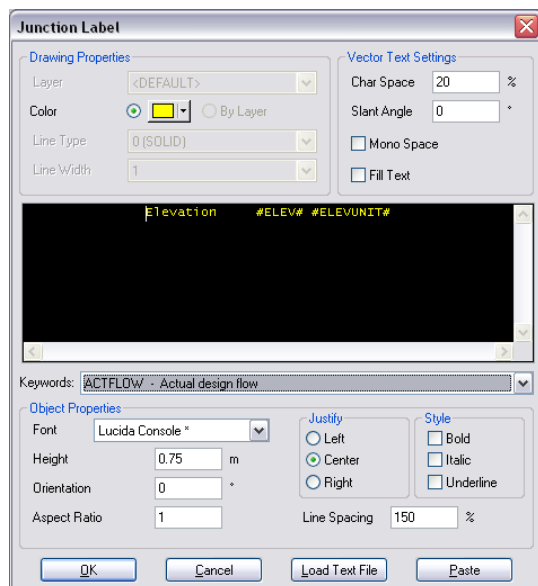 Junction Label
Drawing Properties
Layer <DEFAULT>
Color By Layer
Line Type 0 (SOLID)
Line Width 1
Vector Text Settings
Char Space 20 %
Slant Angle 0 °
Mono Space
Fill Text
Elevation #ELEV# #ELEVUNIT#
Keywords: ACTFLOW - Actual design flow
Object Properties
Font Lucida Console *
Height 0.75 m
Orientation 0 °
Aspect Ratio 1
Justify
Left
Center
Right
Style
Bold
Italic
Underline
Line Spacing 150 %
OK Cancel Load Text File Paste